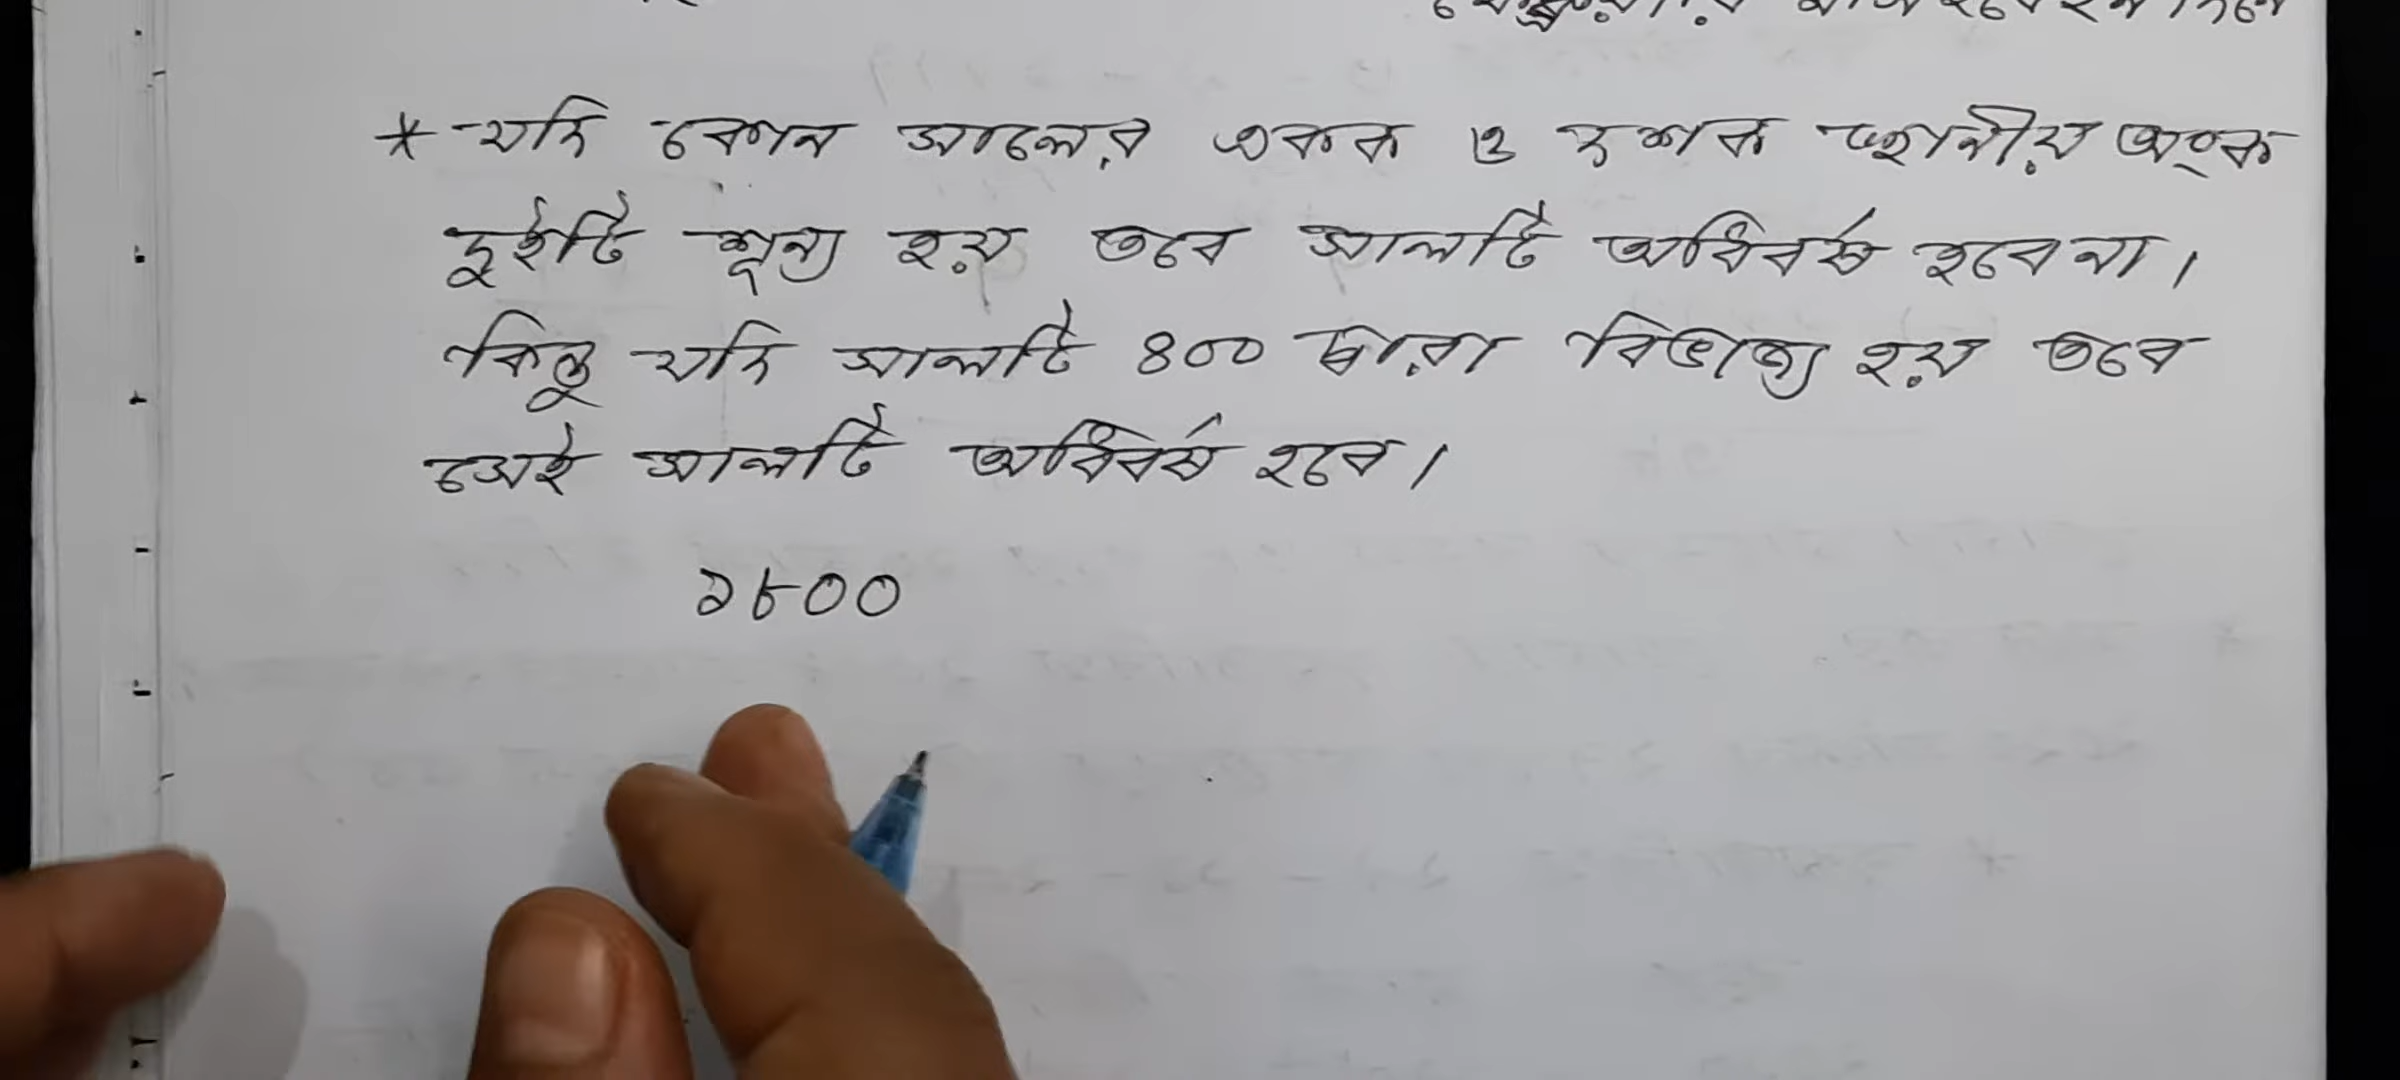 * যদি কোন সালের একক ও দশক স্থানীয় অংক
দুইটি শূন্য হয় তবে সালটি অধিবর্ষ হবে না।
কিন্তু যদি সালটি ৪০০ দ্বারা বিভাজ্য হয় তবে
সেই সালটি অধিবর্ষ হবে।
১৮০০